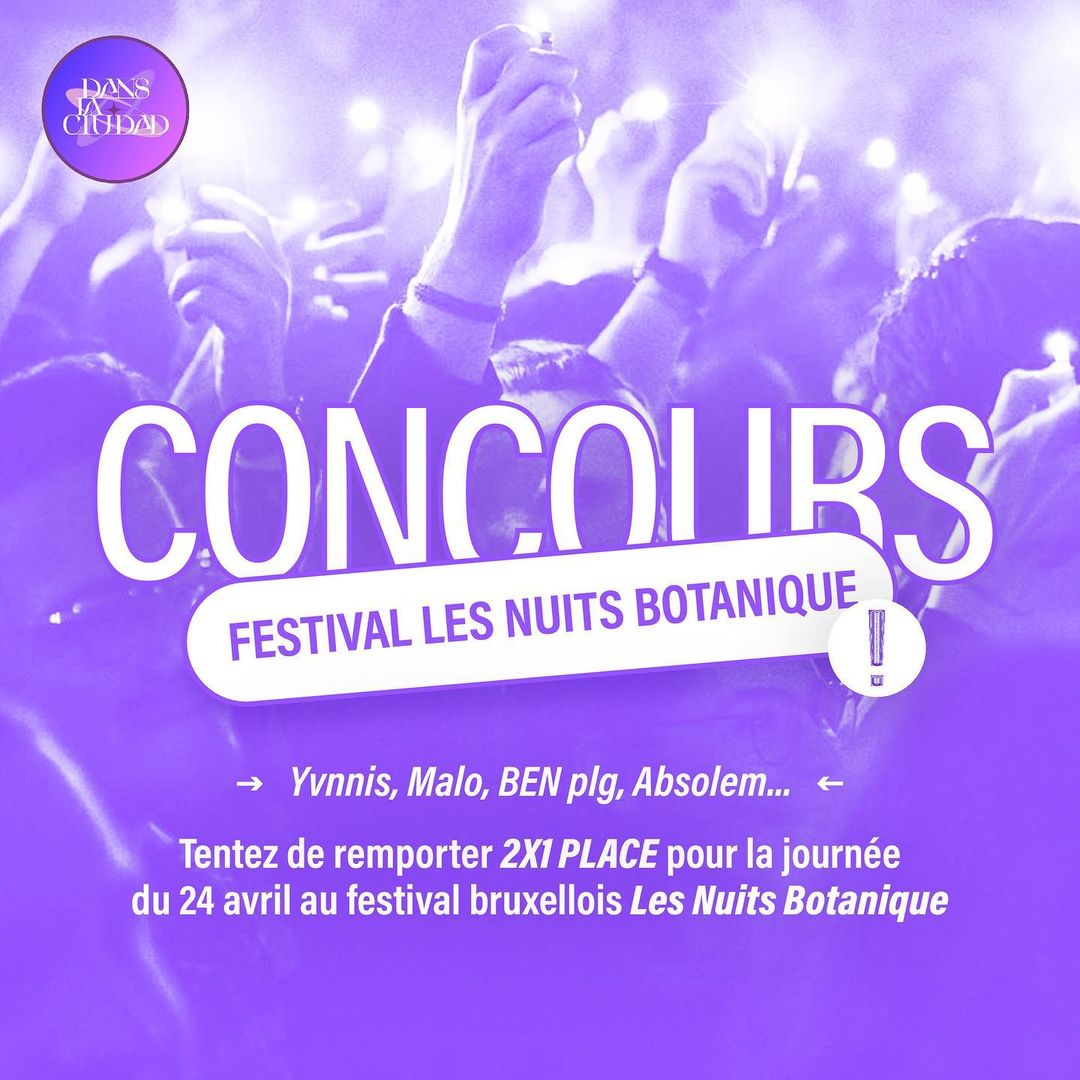 DANS
LA
CIUDAD
CONCOURS
FESTIVAL LES NUITS BOTANIQUE
!
→ Yvnnis, Malo, BEN plg, Absolem... ←
Tentez de remporter 2X1 PLACE pour la journée
du 24 avril au festival bruxellois Les Nuits Botanique